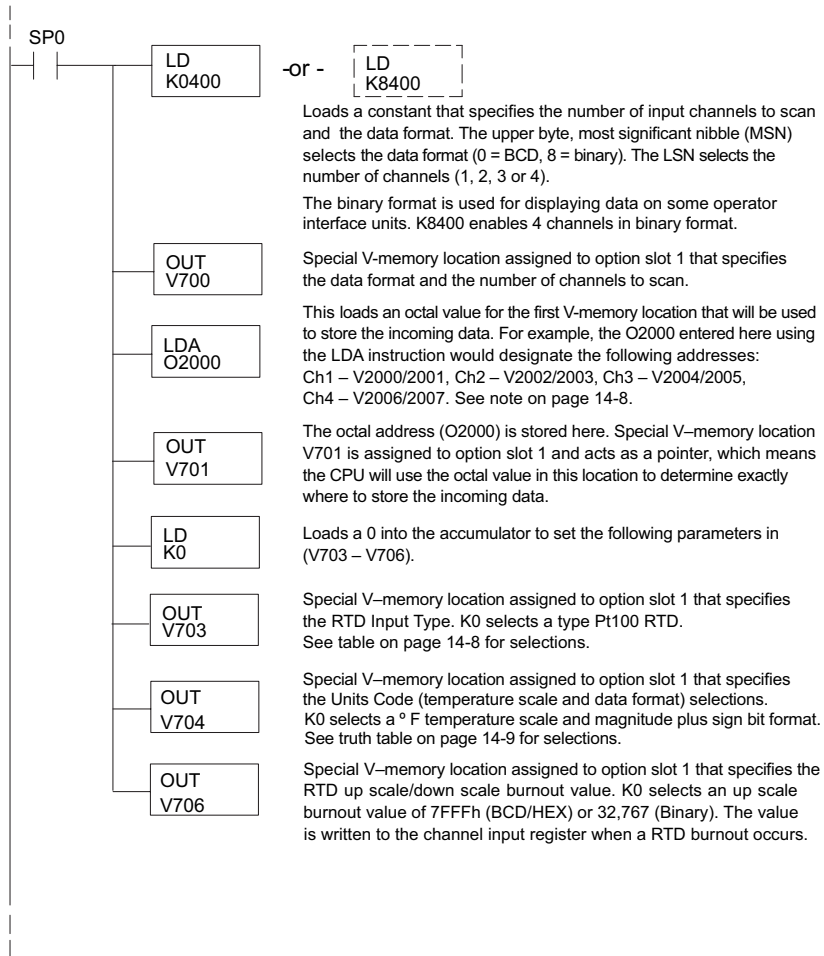 SP0
LD
K0400
-or -
LD
K8400
Loads a constant that specifies the number of input channels to scan
and the data format. The upper byte, most significant nibble (MSN)
selects the data format (0 = BCD, 8 = binary). The LSN selects the
number of channels (1, 2, 3 or 4).
The binary format is used for displaying data on some operator
interface units. K8400 enables 4 channels in binary format.
OUT
V700
Special V-memory location assigned to option slot 1 that specifies
the data format and the number of channels to scan.
LDA
O2000
This loads an octal value for the first V-memory location that will be used
to store the incoming data. For example, the O2000 entered here using
the LDA instruction would designate the following addresses:
Ch1 – V2000/2001, Ch2 – V2002/2003, Ch3 – V2004/2005,
Ch4 – V2006/2007. See note on page 14-8.
OUT
V701
The octal address (O2000) is stored here. Special V–memory location
V701 is assigned to option slot 1 and acts as a pointer, which means
the CPU will use the octal value in this location to determine exactly
where to store the incoming data.
LD
K0
Loads a 0 into the accumulator to set the following parameters in
(V703 – V706).
OUT
V703
Special V–memory location assigned to option slot 1 that specifies
the RTD Input Type. K0 selects a type Pt100 RTD.
See table on page 14-8 for selections.
OUT
V704
Special V–memory location assigned to option slot 1 that specifies
the Units Code (temperature scale and data format) selections.
K0 selects a º F temperature scale and magnitude plus sign bit format.
See truth table on page 14-9 for selections.
OUT
V706
Special V–memory location assigned to option slot 1 that specifies the
RTD up scale/down scale burnout value. K0 selects an up scale
burnout value of 7FFFh (BCD/HEX) or 32,767 (Binary). The value
is written to the channel input register when a RTD burnout occurs.